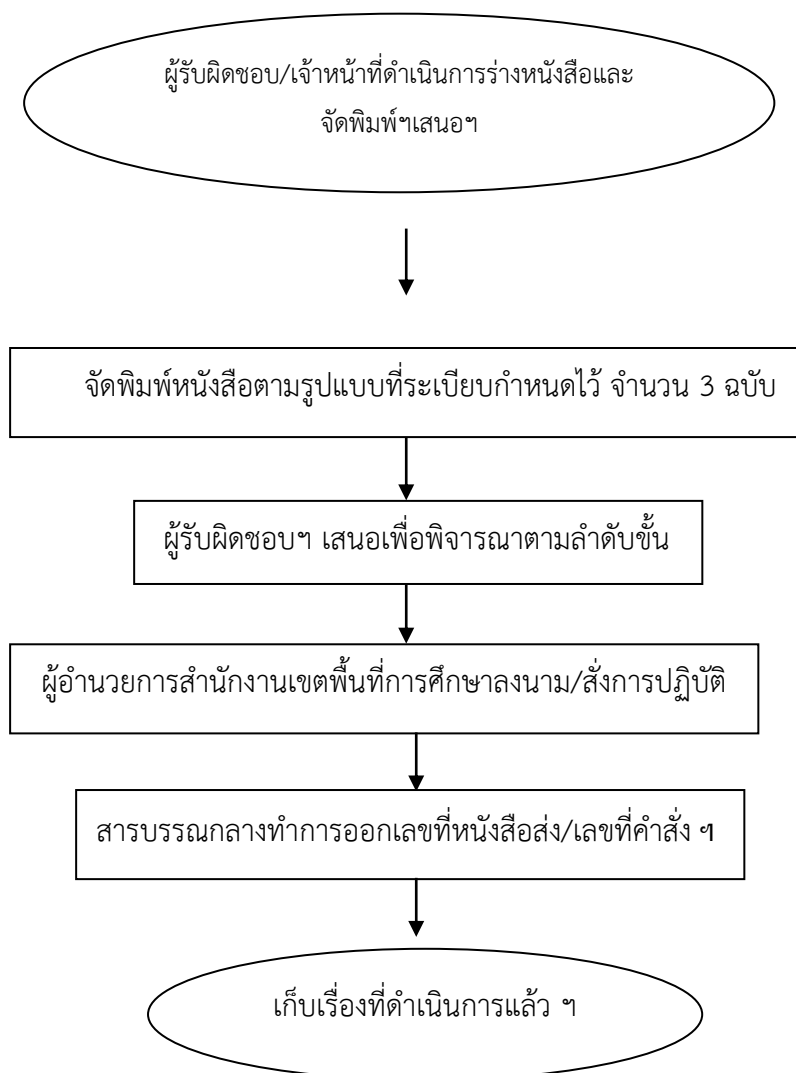 ผู้รับผิดชอบ/เจ้าหน้าที่ดำเนินการร่างหนังสือและ
จัดพิมพ์ฯเสนอฯ
จัดพิมพ์หนังสือตามรูปแบบที่ระเบียบกำหนดไว้ จำนวน 3 ฉบับ
ผู้รับผิดชอบฯ เสนอเพื่อพิจารณาตามลำดับขั้น
ผู้อำนวยการสำนักงานเขตพื้นที่การศึกษาลงนาม/สั่งการปฏิบัติ
สารบรรณกลางทำการออกเลขที่หนังสือส่ง/เลขที่คำสั่ง ฯ
เก็บเรื่องที่ดำเนินการแล้ว ฯ